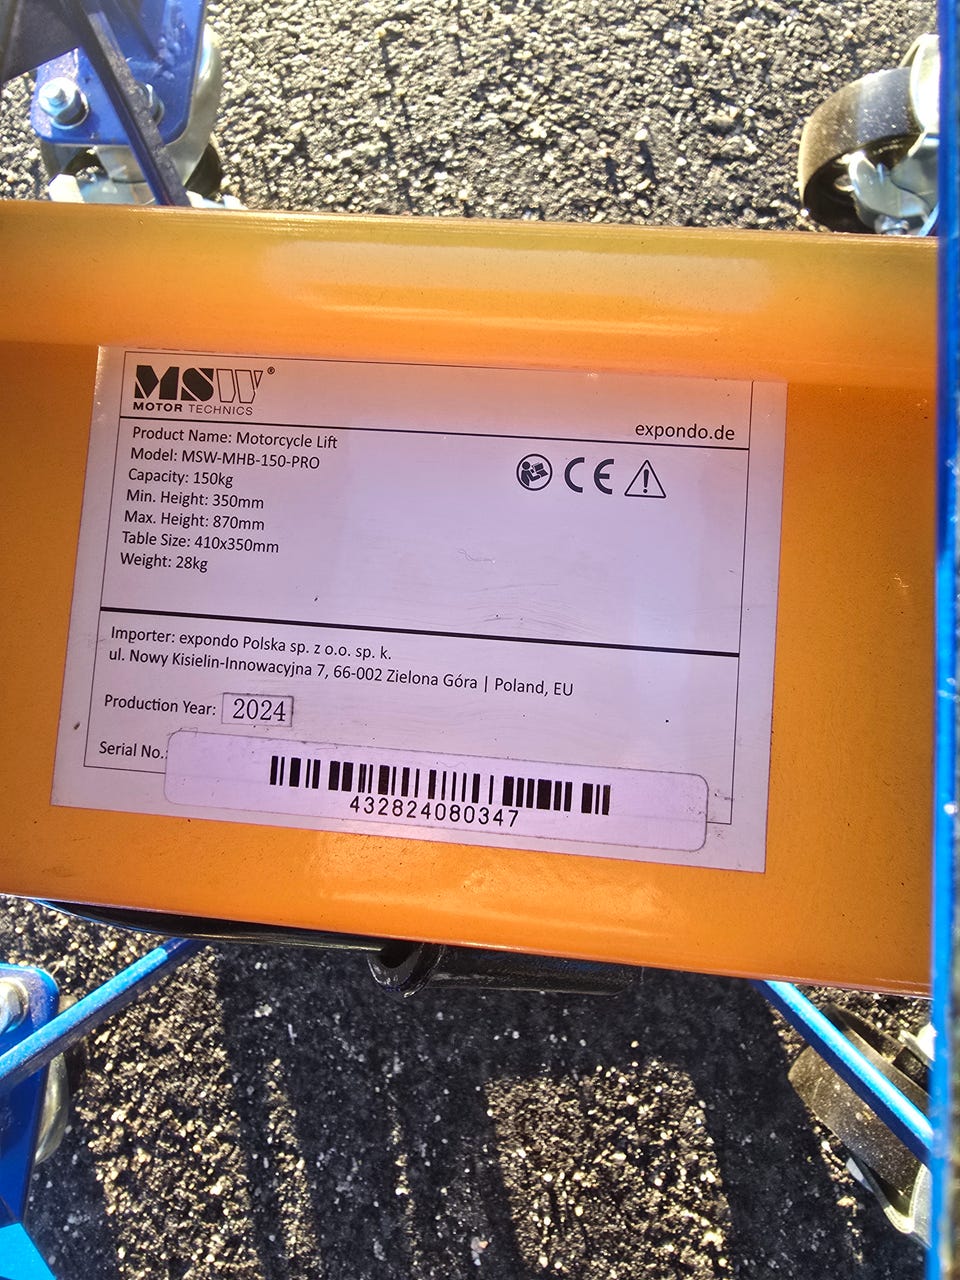 MSW®
MOTOR TECHNICS
expondo.de
Product Name: Motorcycle Lift
Model: MSW-MHB-150-PRO
Capacity: 150kg
Min. Height: 350mm
Max. Height: 870mm
Table Size: 410x350mm
Weight: 28kg
CE
Importer: expondo Polska sp. z o.o. sp. k.
ul. Nowy Kisielin-Innowacyjna 7, 66-002 Zielona Góra | Poland, EU
Production Year: 2024
Serial No.:
432824080347